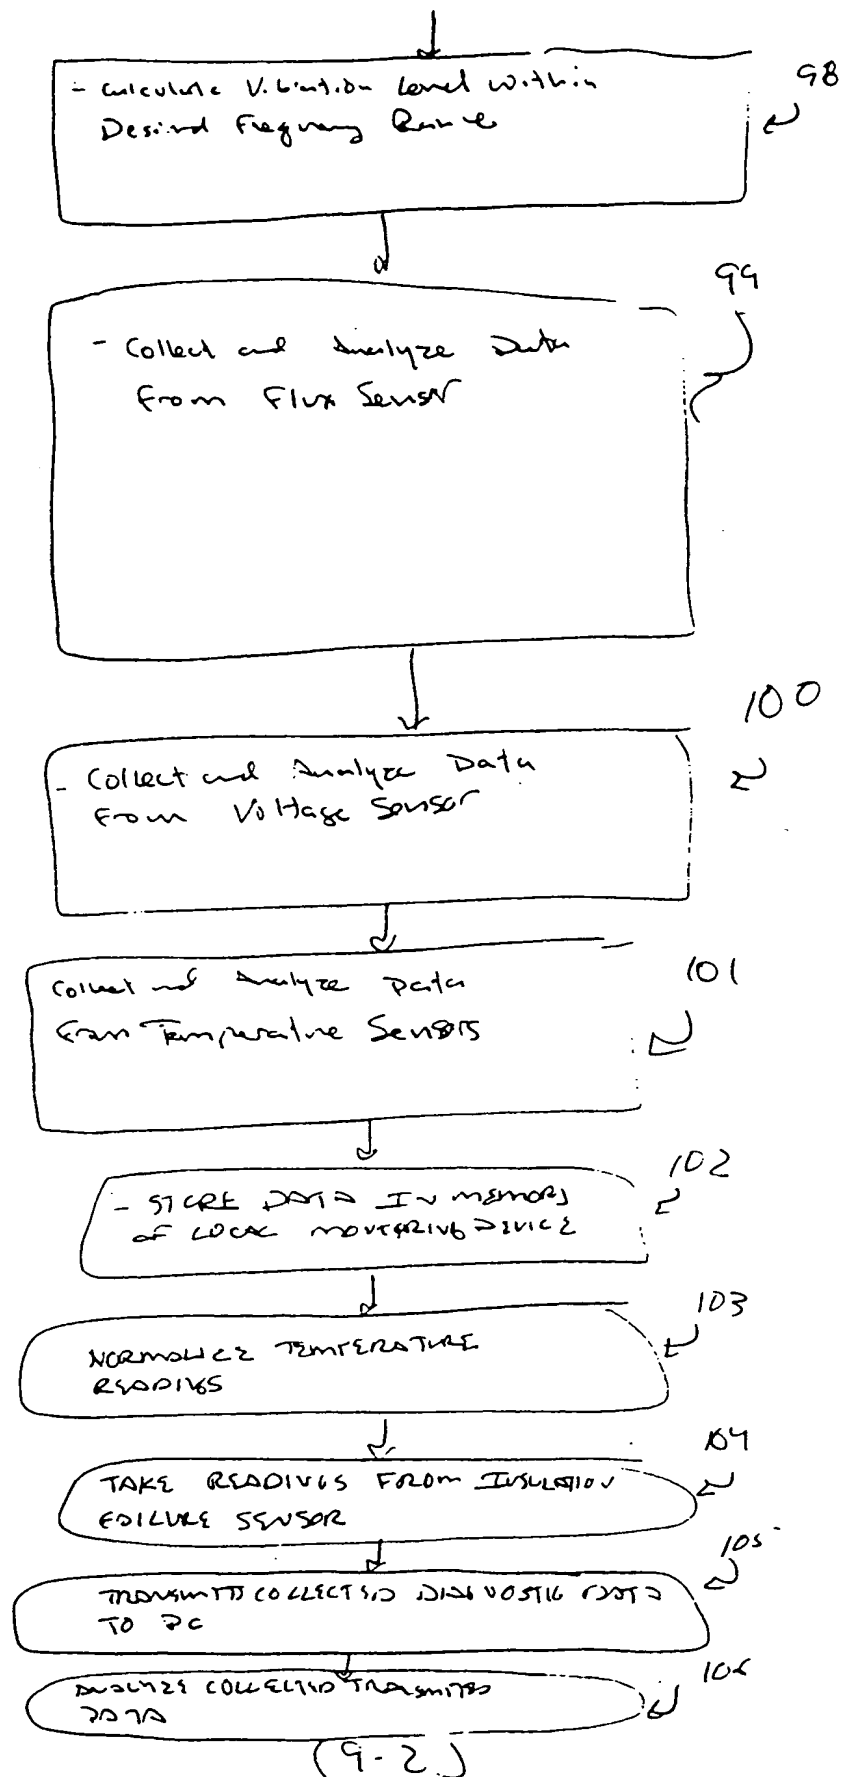 - Calculate Vibration Level within
Desired Frequency Range
98
- Collect and Analyze Data
From Flux Sensor
99
- Collect and Analyze Data
From Voltage Sensor
100
Collect and Analyze Data
From Temperature Sensors
101
- STORE DATA IN MEMORY
OF LOCAL MONITORING DEVICE
102
NORMALIZE TEMPERATURE
READINGS
103
TAKE READINGS FROM INSULATION
FAILURE SENSOR
104
TRANSMITTS COLLECTED DIAGNOSTIC DATA
TO PC
105
ANALYZE COLLECTED TRANSMITTED
DATA
106
(9-2)